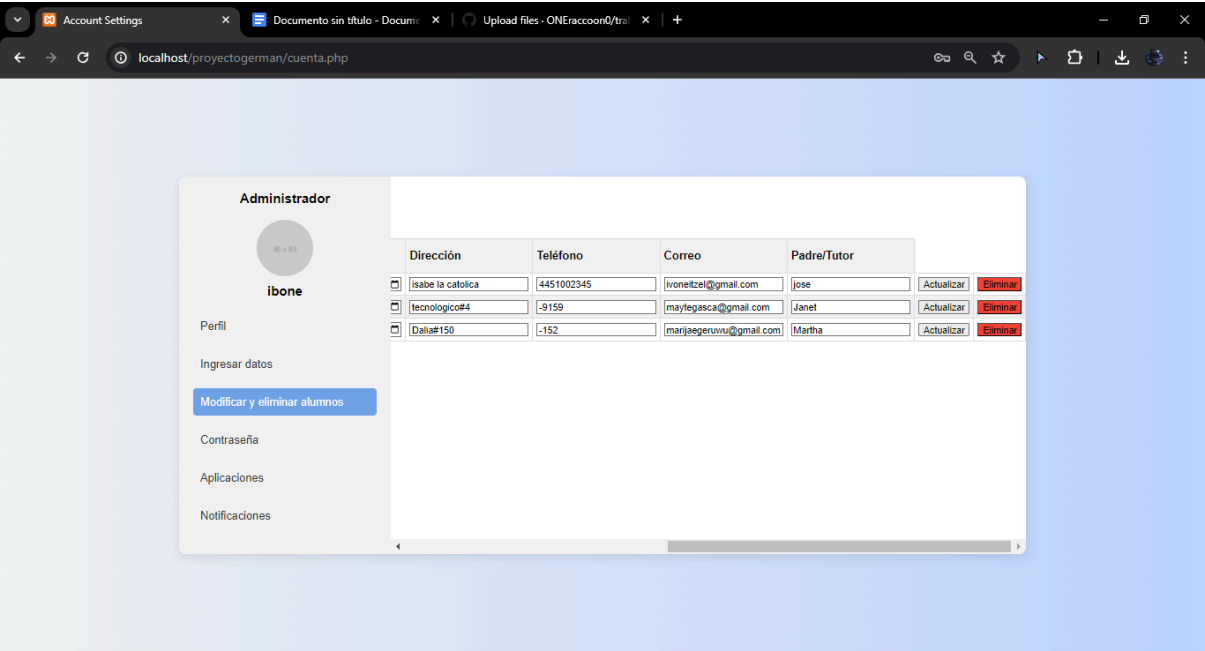 Account Settings
Documento sin título - Docume
Upload files · ONEraccoon0/tral
localhost/proyectogerman/cuenta.php
Administrador
80 x 80
ibone
Perfil
Ingresar datos
Modificar y eliminar alumnos
Contraseña
Aplicaciones
Notificaciones
Dirección Teléfono Correo Padre/Tutor
isabe la catolica 4451002345 ivoneitzel@gmail.com jose Actualizar Eliminar
tecnologico#4 -9159 maytegasca@gmail.com Janet Actualizar Eliminar
Dalia#150 -152 marijaegeruwu@gmail.com Martha Actualizar Eliminar